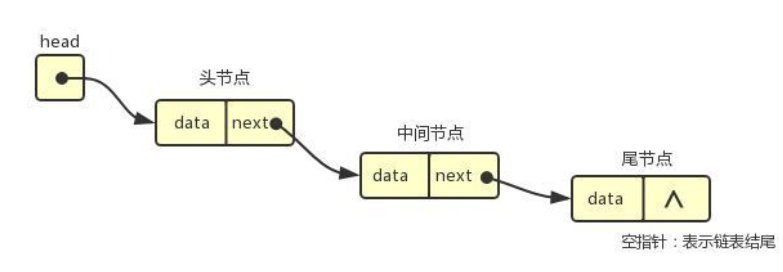 head
头节点
data next
中间节点
data next
尾节点
data ∧
空指针：表示链表结尾